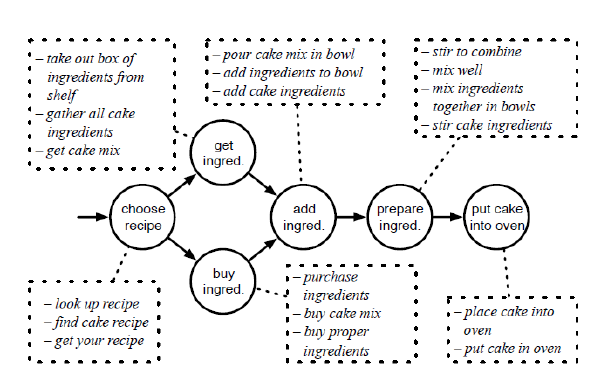 – take out box of
ingredients from
shelf
– gather all cake
ingredients
– get cake mix
– pour cake mix in bowl
– add ingredients to bowl
– add cake ingredients
– stir to combine
– mix well
– mix ingredients
together in bowls
– stir cake ingredients
get
ingred.
choose
recipe
add
ingred.
prepare
ingred.
put cake
into oven
buy
ingred.
– look up recipe
– find cake recipe
– get your recipe
– purchase
ingredients
– buy cake mix
– buy proper
ingredients
– place cake into
oven
– put cake in oven